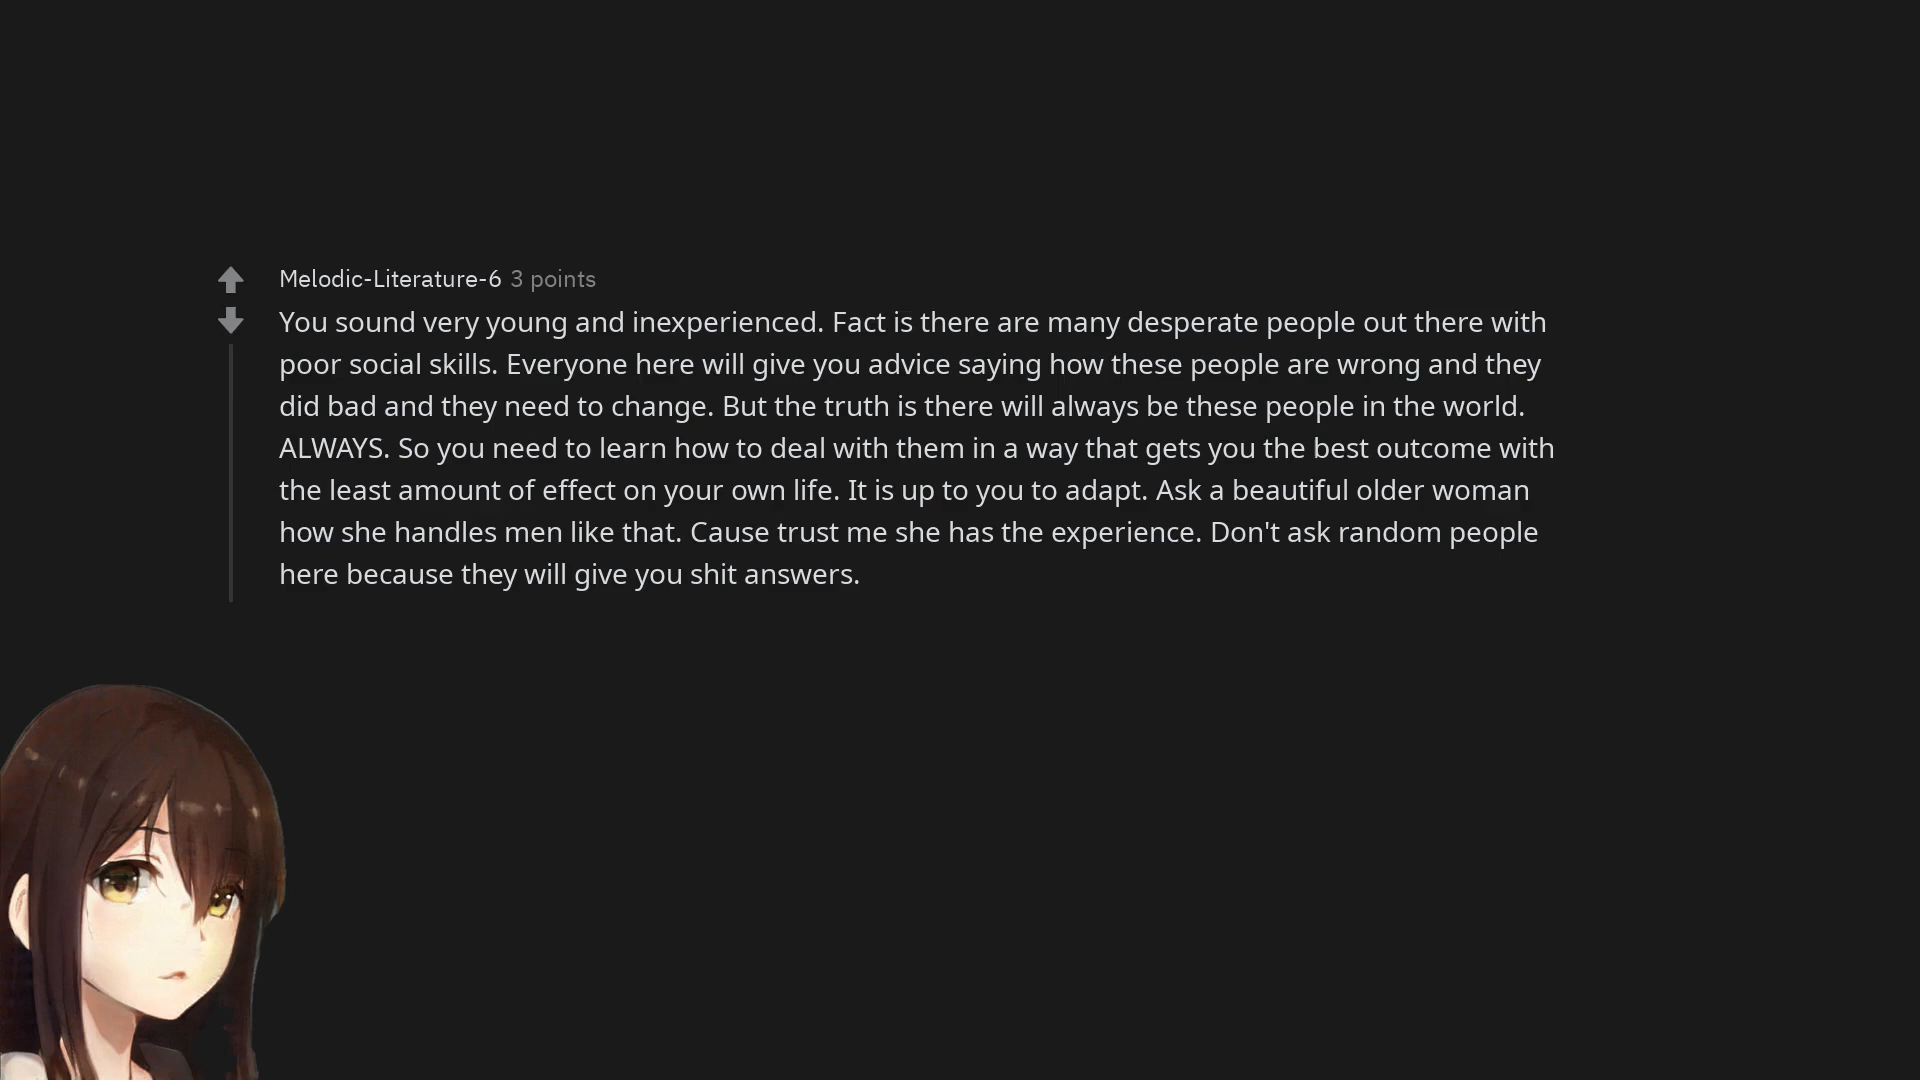 Melodic-Literature-6 3 points
You sound very young and inexperienced. Fact is there are many desperate people out there with
poor social skills. Everyone here will give you advice saying how these people are wrong and they
did bad and they need to change. But the truth is there will always be these people in the world.
ALWAYS. So you need to learn how to deal with them in a way that gets you the best outcome with
the least amount of effect on your own life. It is up to you to adapt. Ask a beautiful older woman
how she handles men like that. Cause trust me she has the experience. Don't ask random people
here because they will give you shit answers.